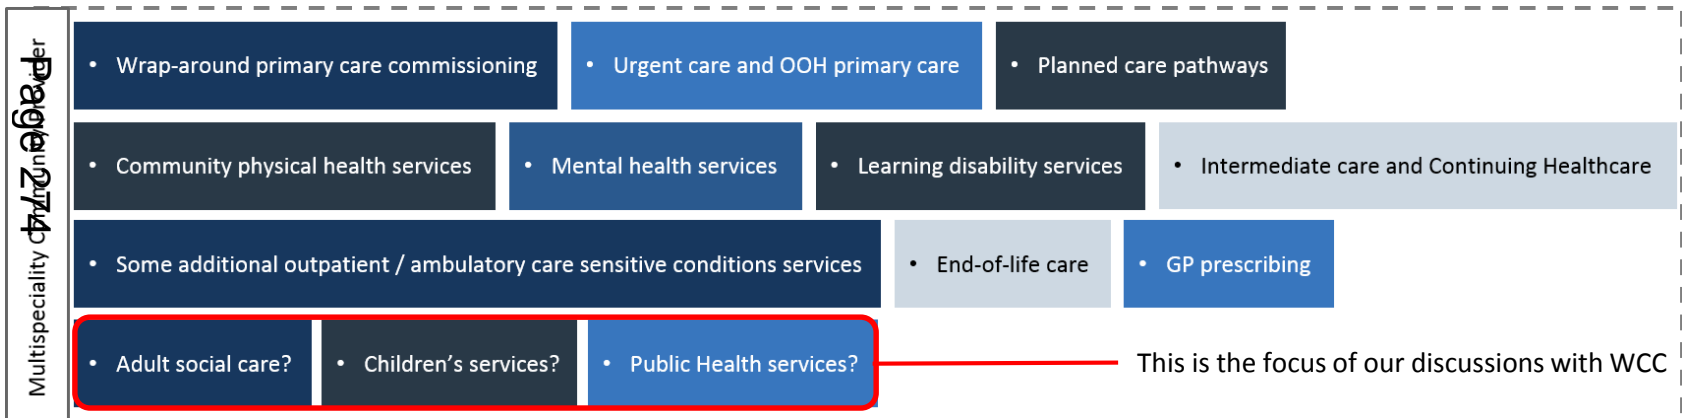 Multispeciality Community Provider
Page 274
• Wrap-around primary care commissioning
• Urgent care and OOH primary care
• Planned care pathways
• Community physical health services
• Mental health services
• Learning disability services
• Intermediate care and Continuing Healthcare
• Some additional outpatient / ambulatory care sensitive conditions services
• End-of-life care
• GP prescribing
• Adult social care?
• Children’s services?
• Public Health services?
This is the focus of our discussions with WCC